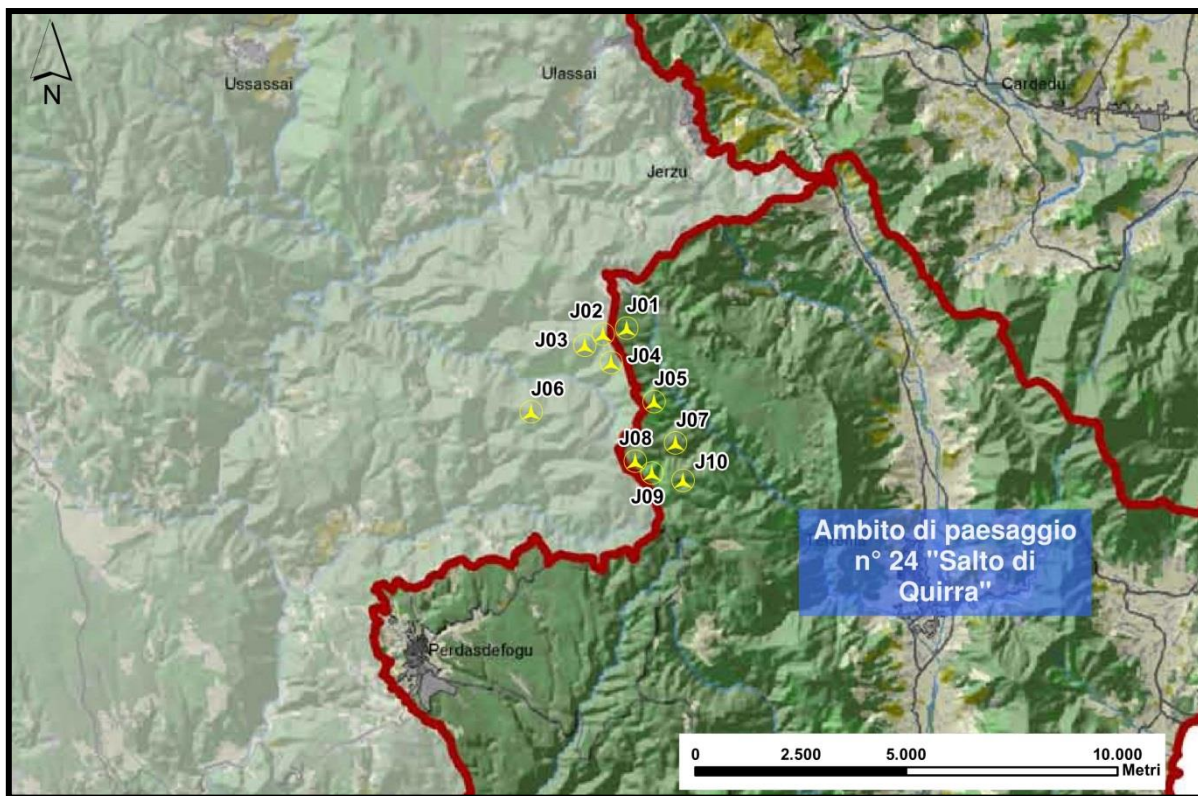 N
Ussassai
Ulassai
Cardedu
Jerzu
J01
J02
J03
J04
J05
J06
J07
J08
J10
J09
Ambito di paesaggio
n° 24 "Salto di
Quirra"
Perdasdefogu
0 2.500 5.000 10.000
Metri